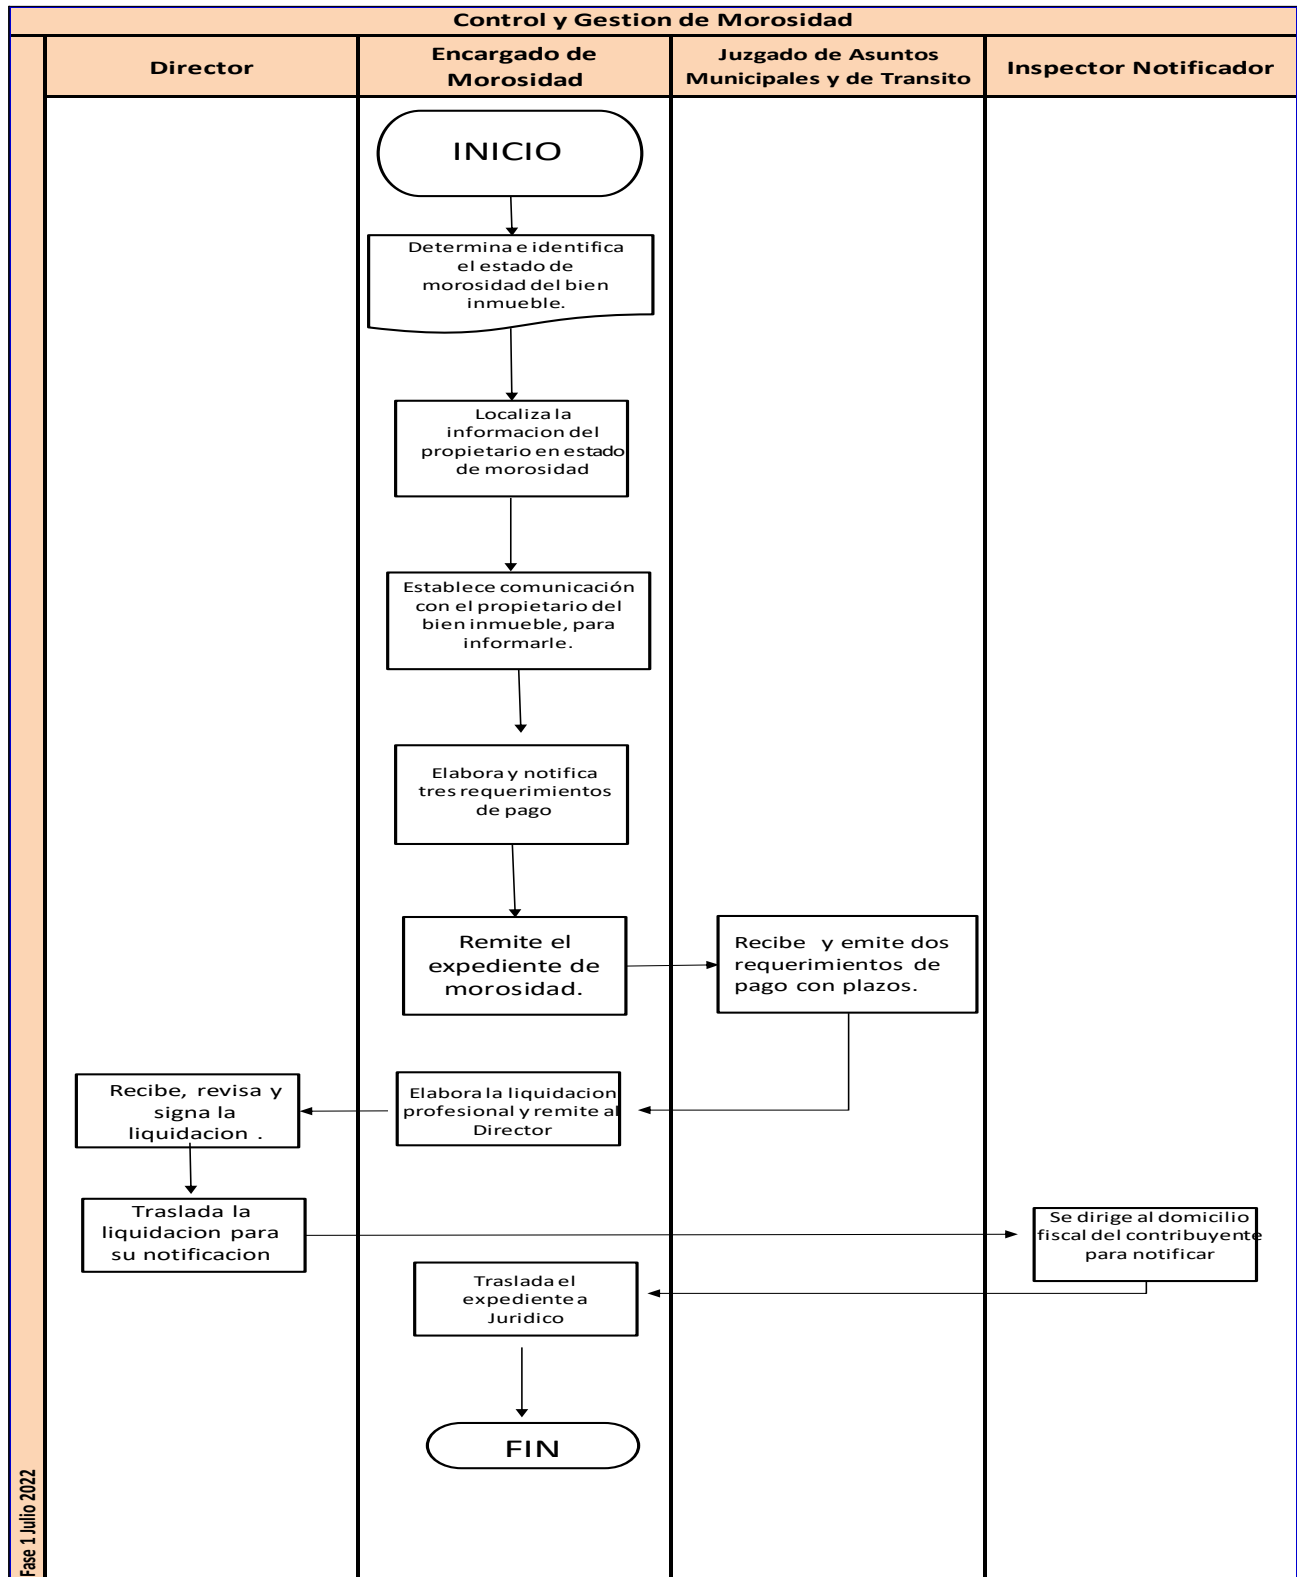 Control y Gestion de Morosidad
Director
Encargado de
Morosidad
Juzgado de Asuntos
Municipales y de Transito
Inspector Notificador
INICIO
Determina e identifica
el estado de
morosidad del bien
inmueble.
Localiza la
informacion del
propietario en estado
de morosidad
Establece comunicación
con el propietario del
bien inmueble, para
informarle.
Elabora y notifica
tres requerimientos
de pago
Remite el
expediente de
morosidad.
Recibe y emite dos
requerimientos de
pago con plazos.
Elabora la liquidacion
profesional y remite al
Director
Recibe, revisa y
signa la
liquidacion .
Traslada la
liquidacion para
su notificacion
Se dirige al domicilio
fiscal del contribuyente
para notificar
Traslada el
expediente a
Juridico
FIN
Fase 1 Julio 2022